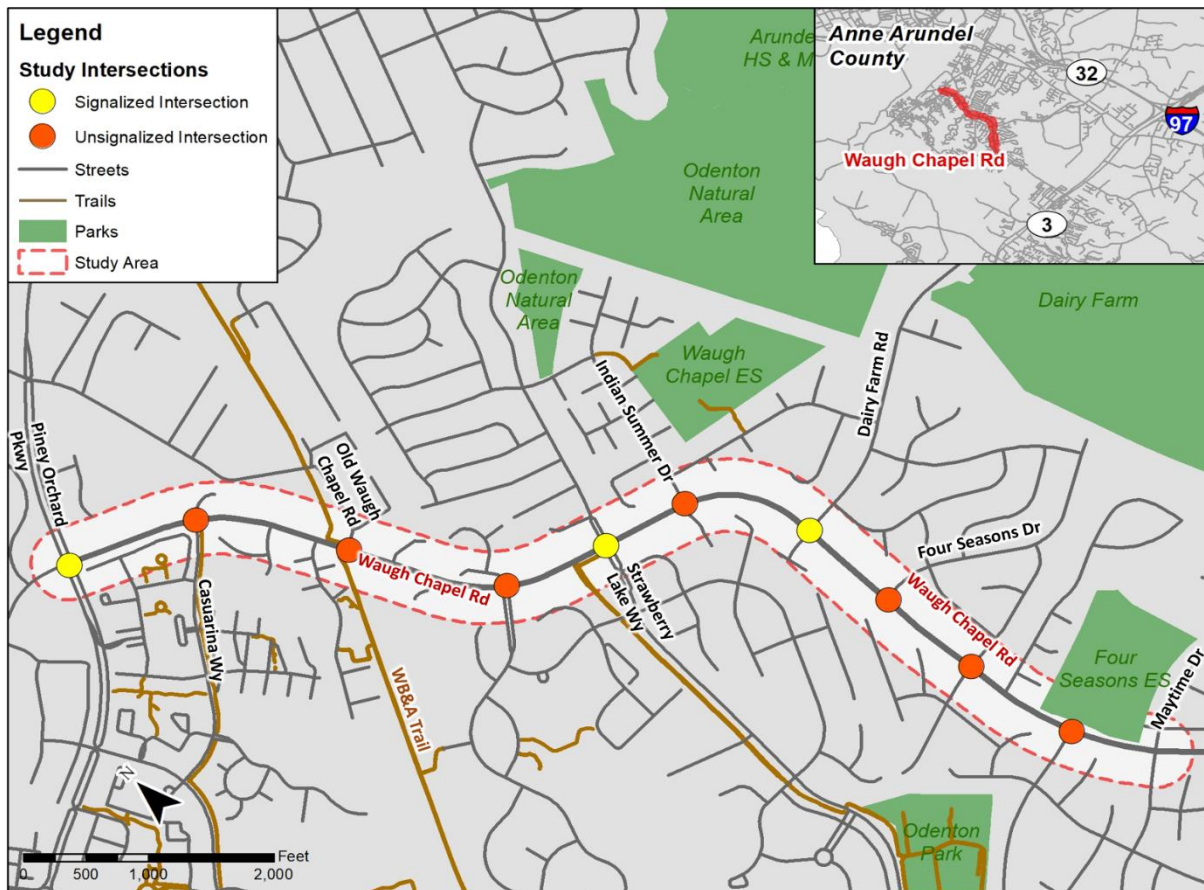 Legend
Study Intersections
Signalized Intersection
Unsignalized Intersection
Streets
Trails
Parks
Study Area
Anne Arundel
County
32
97
Waugh Chapel Rd
3
HS & M
Odenton
Natural
Area
Odenton
Natural
Area
Dairy Farm
Waugh
Chapel ES
Indian Summer Dr
Dairy Farm Rd
Piney Orchard
Pkwy
Old Waugh
Chapel Rd
Waugh Chapel Rd
Casuarina Wy
WB&A Trail
Strawberry
Lake Wy
Four Seasons Dr
Waugh Chapel Rd
Four
Seasons ES
Maytime Dr
Odenton
Park
N
Feet
0 500 1,000 2,000